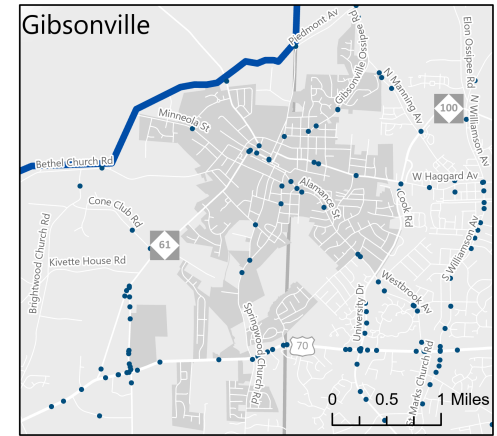 Gibsonville
Piedmont Av
Gibsonville Ossipee Rd
Elon Ossipee Rd
N Manning Av
N Williamson Av
100
Minneola St
Bethel Church Rd
W Haggard Av
Alamance St
Cook Rd
Cone Club Rd
61
S Williamson Av
Brightwood Church Rd
Kivette House Rd
Westbrook Av
University Dr
Springwood Church Rd
70
St Marks Church Rd
0 0.5 1 Miles